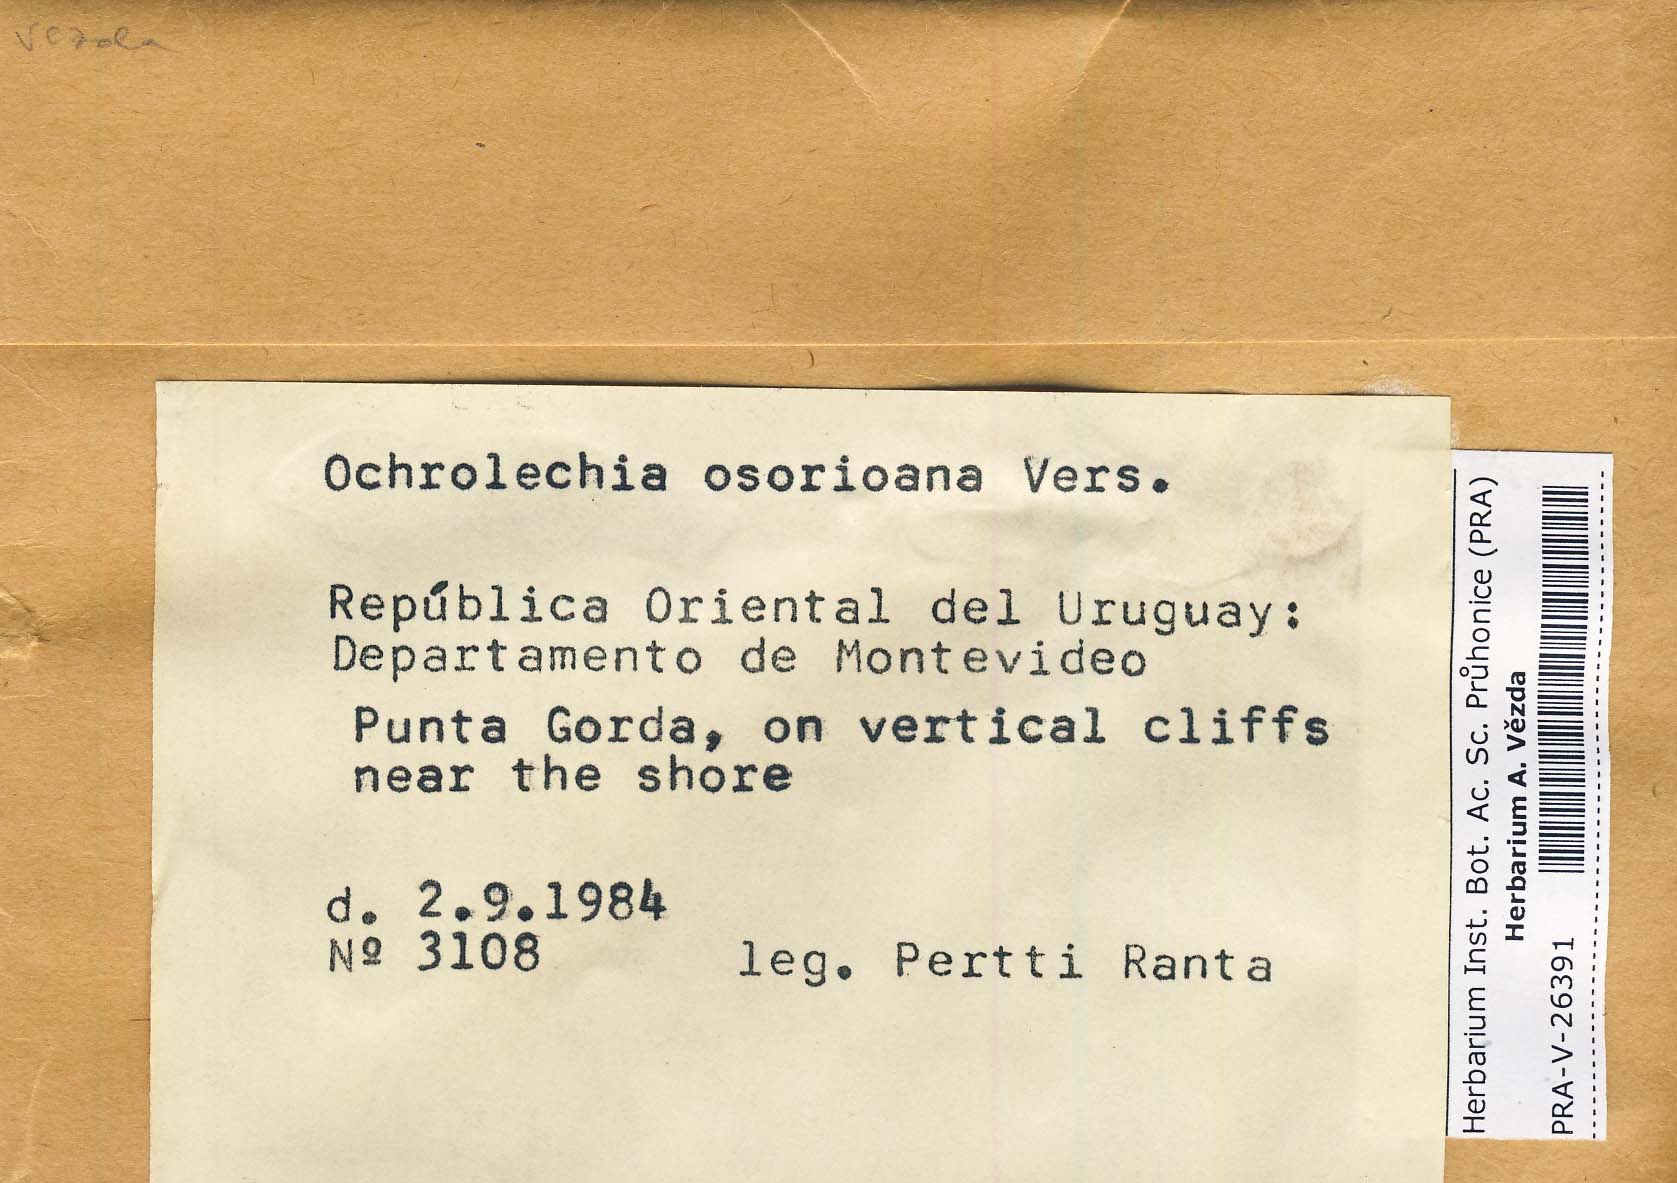 Vezda
Ochrolechia osorioana Vers.
República Oriental del Uruguay:
Departamento de Montevideo
Punta Gorda, on vertical cliffs
near the shore
d. 2.9.1984
Nº 3108 leg. Pertti Ranta
Herbarium Inst. Bot. Ac. Sc. Průhonice (PRA)
Herbarium A. Vězda
PRA-V-26391